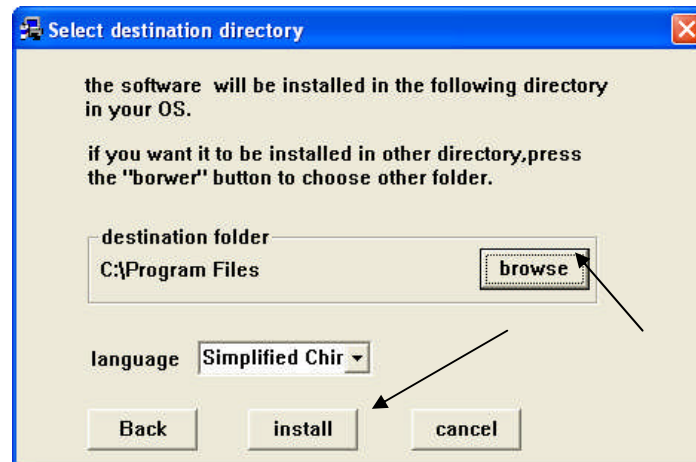 Select destination directory
the software will be installed in the following directory
in your OS.
if you want it to be installed in other directory,press
the "borwer" button to choose other folder.
destination folder
C:\Program Files
browse
language
Simplified Chir
Back
install
cancel